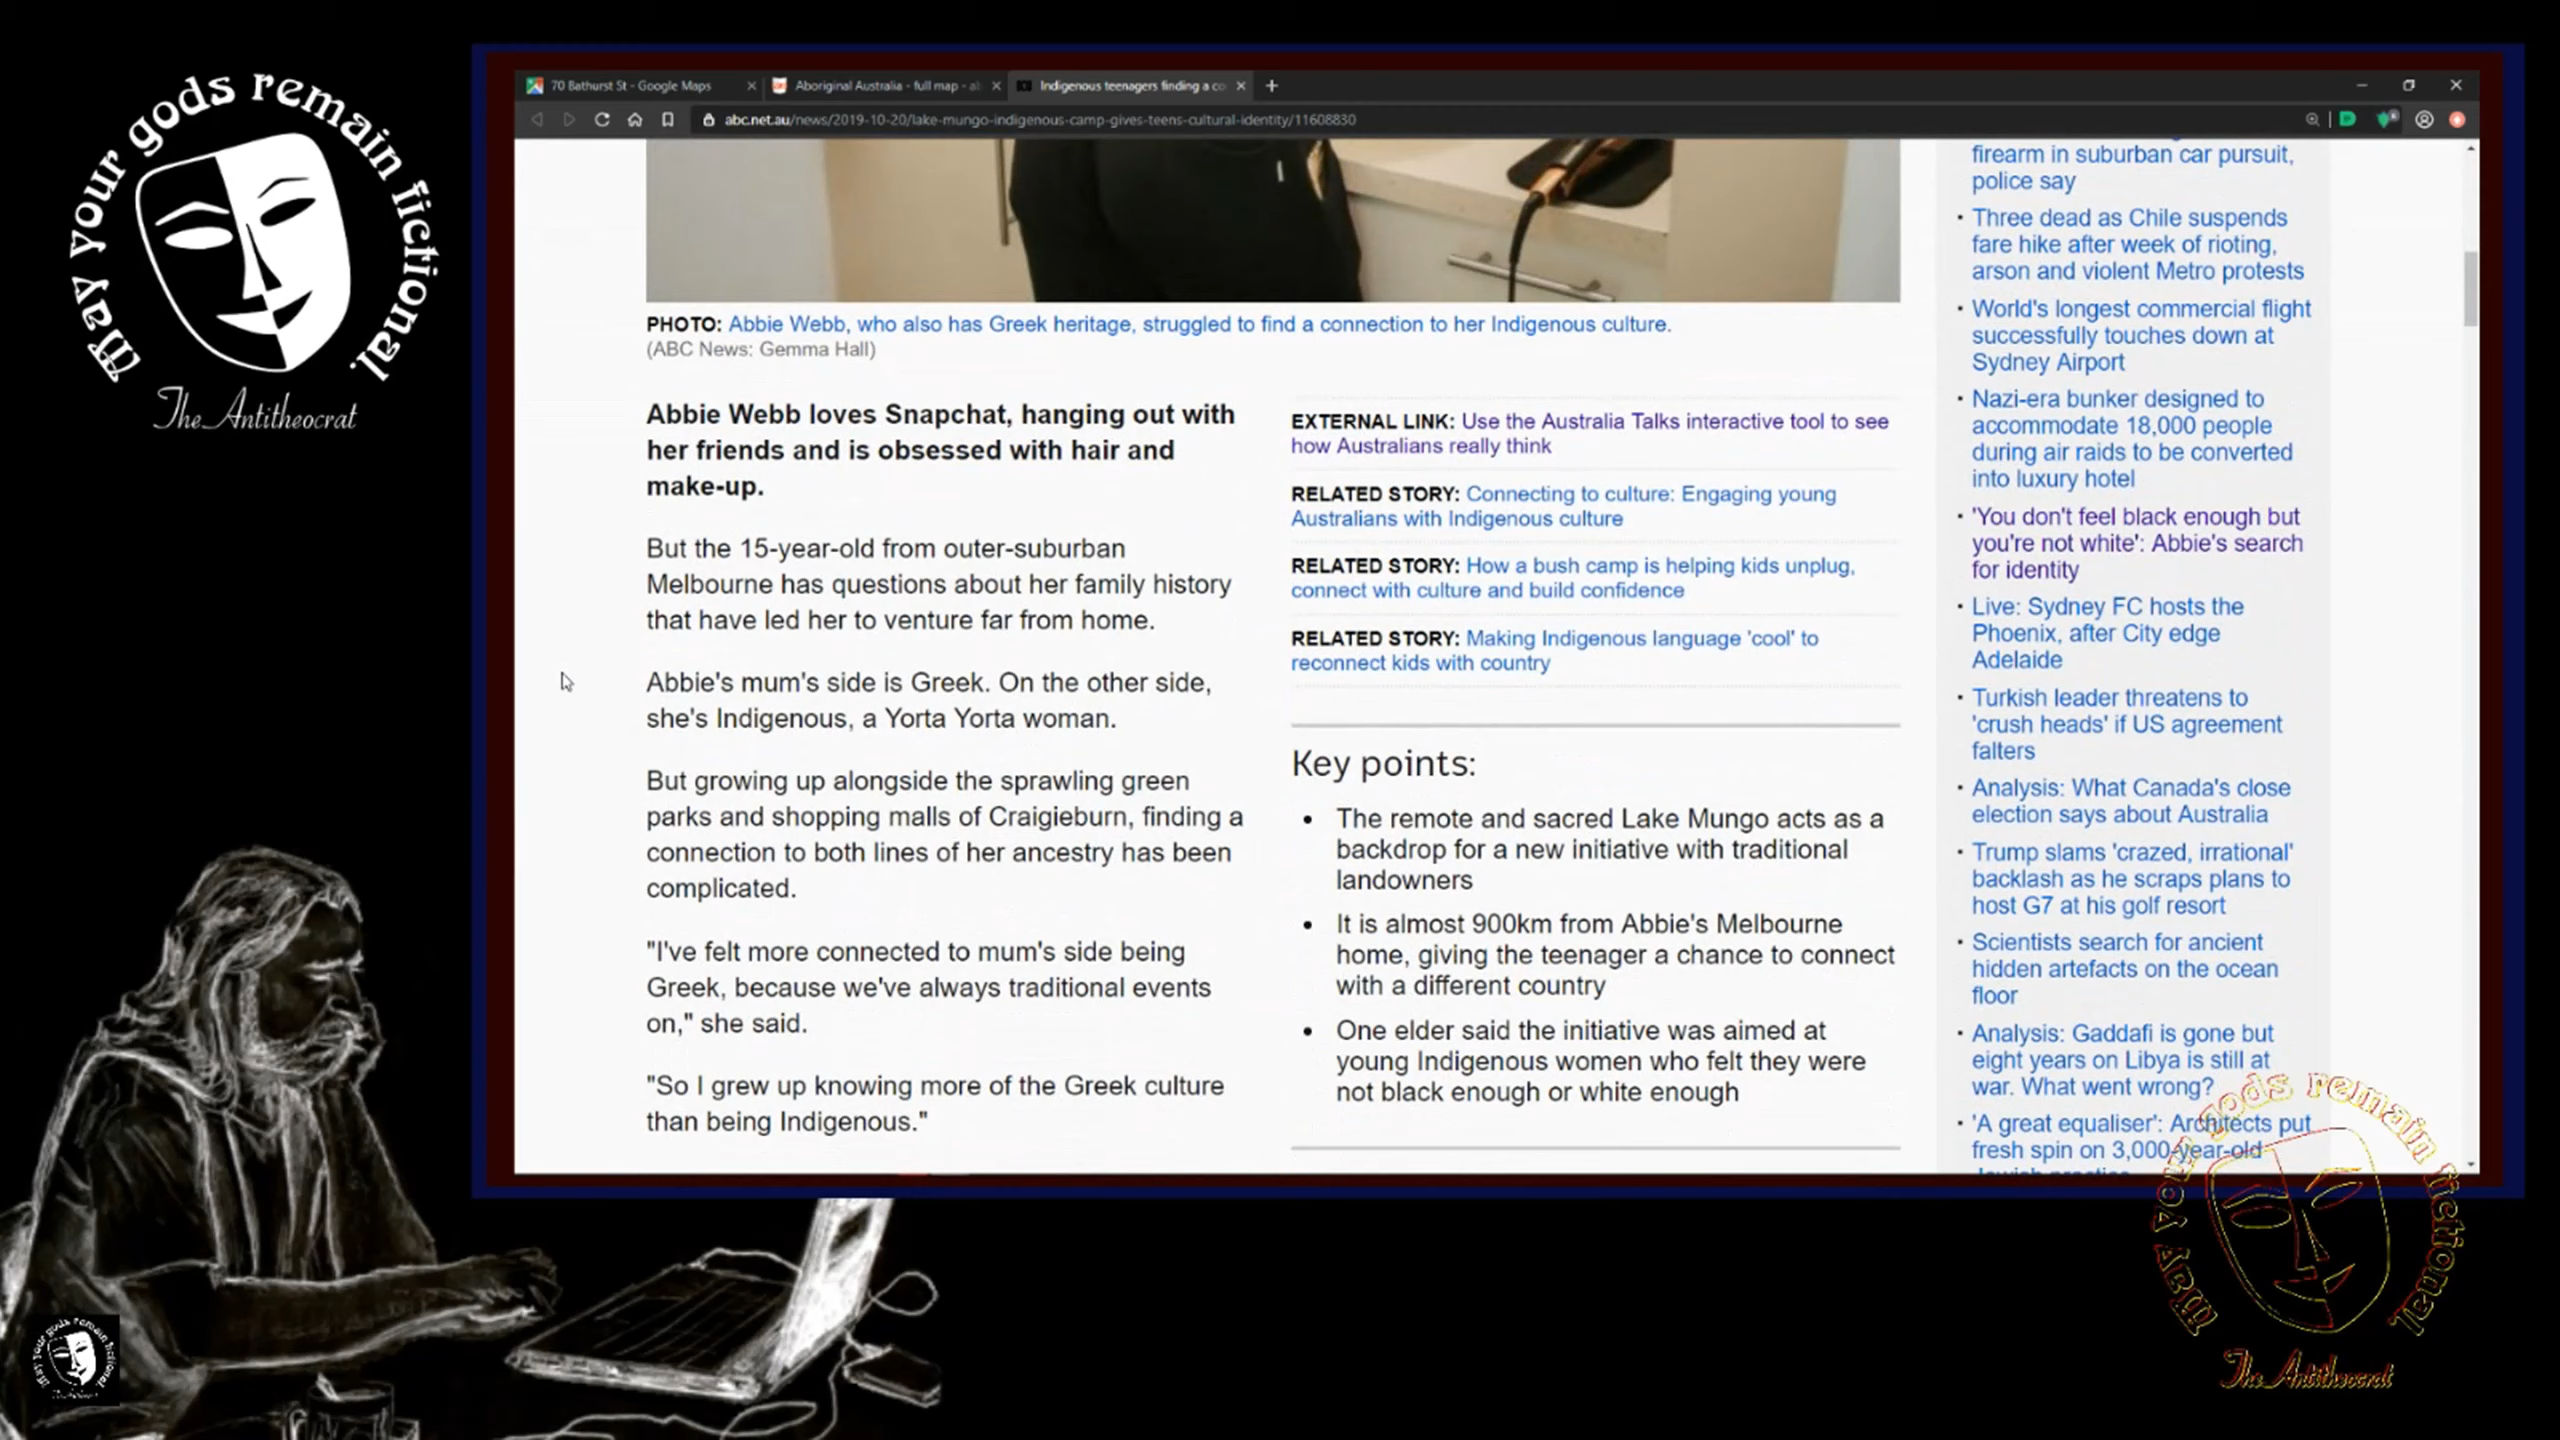 May your gods remain fictional
The Antitheocrat
70 Bathurst St - Google Maps
Aboriginal Australia - full map - a
Indigenous teenagers finding a co
abc.net.au/news/2019-10-20/lake-mungo-indigenous-camp-gives-teens-cultural-identity/11608830
PHOTO: Abbie Webb, who also has Greek heritage, struggled to find a connection to her Indigenous culture.
(ABC News: Gemma Hall)
Abbie Webb loves Snapchat, hanging out with
her friends and is obsessed with hair and
make-up.
But the 15-year-old from outer-suburban
Melbourne has questions about her family history
that have led her to venture far from home.
Abbie's mum's side is Greek. On the other side,
she's Indigenous, a Yorta Yorta woman.
But growing up alongside the sprawling green
parks and shopping malls of Craigieburn, finding a
connection to both lines of her ancestry has been
complicated.
"I've felt more connected to mum's side being
Greek, because we've always traditional events
on," she said.
"So I grew up knowing more of the Greek culture
than being Indigenous."
EXTERNAL LINK: Use the Australia Talks interactive tool to see
how Australians really think
RELATED STORY: Connecting to culture: Engaging young
Australians with Indigenous culture
RELATED STORY: How a bush camp is helping kids unplug,
connect with culture and build confidence
RELATED STORY: Making Indigenous language 'cool' to
reconnect kids with country
Key points:
• The remote and sacred Lake Mungo acts as a
backdrop for a new initiative with traditional
landowners
• It is almost 900km from Abbie's Melbourne
home, giving the teenager a chance to connect
with a different country
• One elder said the initiative was aimed at
young Indigenous women who felt they were
not black enough or white enough
firearm in suburban car pursuit,
police say
• Three dead as Chile suspends
fare hike after week of rioting,
arson and violent Metro protests
• World's longest commercial flight
successfully touches down at
Sydney Airport
• Nazi-era bunker designed to
accommodate 18,000 people
during air raids to be converted
into luxury hotel
• 'You don't feel black enough but
you're not white': Abbie's search
for identity
• Live: Sydney FC hosts the
Phoenix, after City edge
Adelaide
• Turkish leader threatens to
'crush heads' if US agreement
falters
• Analysis: What Canada's close
election says about Australia
• Trump slams 'crazed, irrational'
backlash as he scraps plans to
host G7 at his golf resort
• Scientists search for ancient
hidden artefacts on the ocean
floor
• Analysis: Gaddafi is gone but
eight years on Libya is still at
war. What went wrong?
• 'A great equaliser': Architects put
fresh spin on 3,000-year-old
May your gods remain fictional
The Antitheocrat
May your gods remain fictional
The Antitheocrat